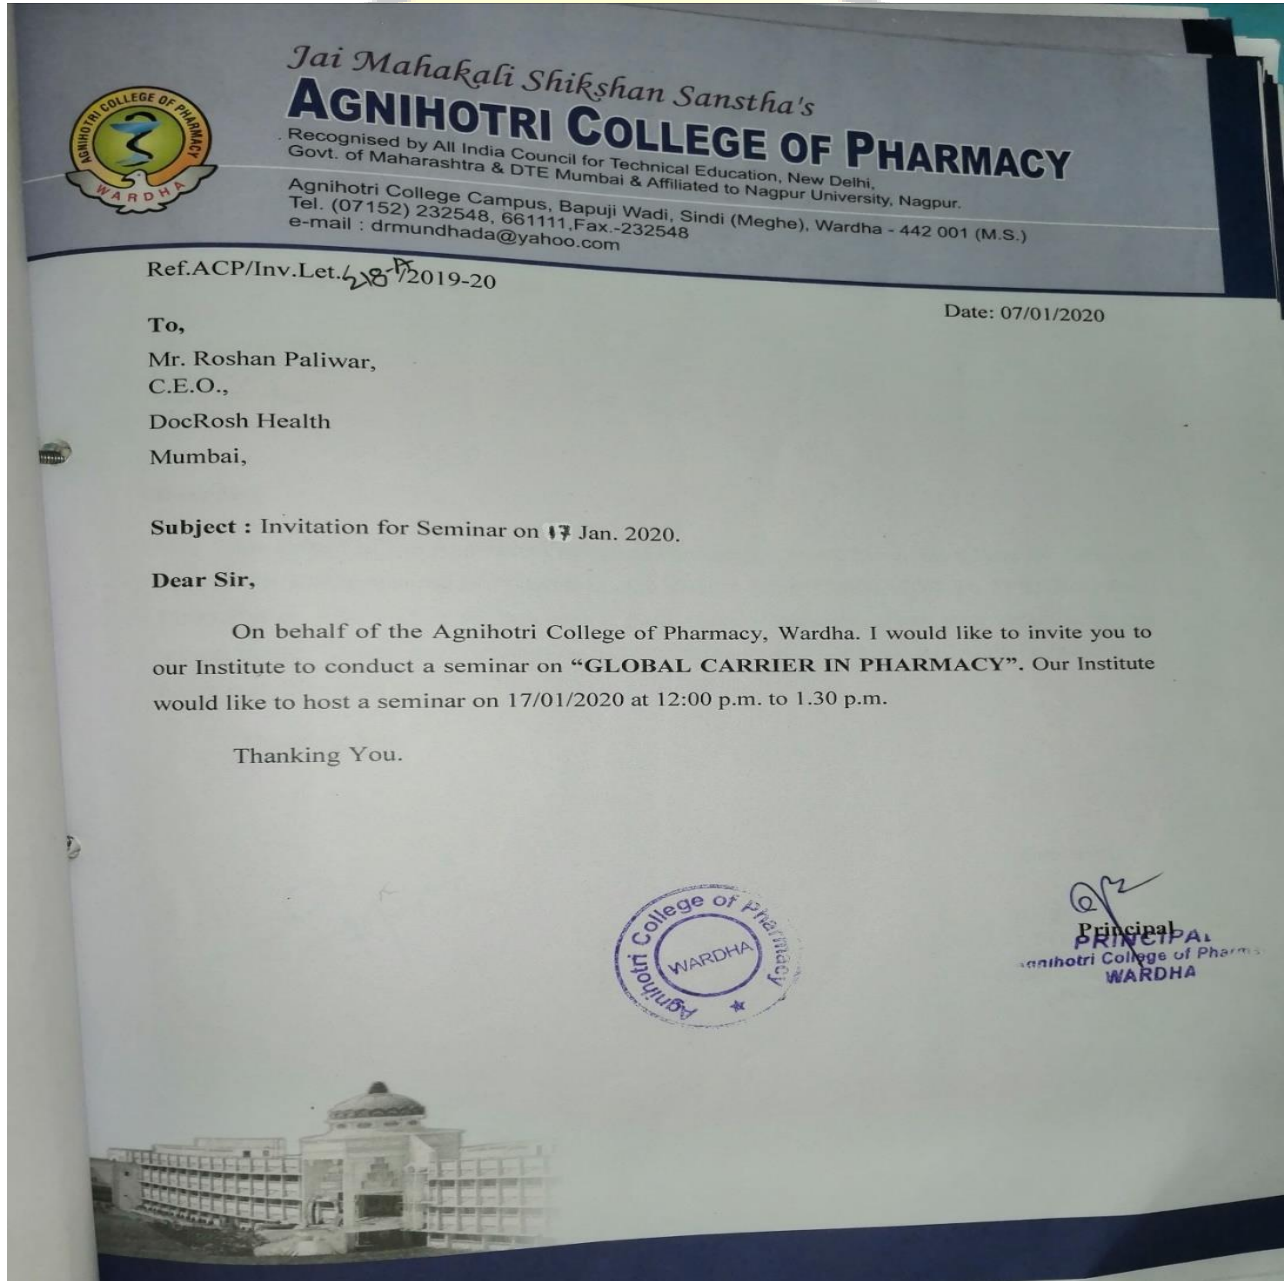 Jai Mahakali Shikshan Sanstha's
AGNIHOTRI COLLEGE OF PHARMACY
Recognised by All India Council for Technical Education, New Delhi,
Govt. of Maharashtra & DTE Mumbai & Affiliated to Nagpur University, Nagpur.
Agnihotri College Campus, Bapuji Wadi, Sindi (Meghe), Wardha - 442 001 (M.S.)
Tel. (07152) 232548, 661111,Fax.-232548
e-mail : drmundhada@yahoo.com
AGNIHOTRI COLLEGE OF PHARMACY
WARDHA
Ref.ACP/Inv.Let. /2019-20
Date: 07/01/2020
To,
Mr. Roshan Paliwar,
C.E.O.,
DocRosh Health
Mumbai,
Subject : Invitation for Seminar on 17 Jan. 2020.
Dear Sir,
On behalf of the Agnihotri College of Pharmacy, Wardha. I would like to invite you to
our Institute to conduct a seminar on “GLOBAL CARRIER IN PHARMACY”. Our Institute
would like to host a seminar on 17/01/2020 at 12:00 p.m. to 1.30 p.m.
Thanking You.
Agnihotri College of Pharmacy
WARDHA
Principal
PRINCIPAL
College of
WARDHA